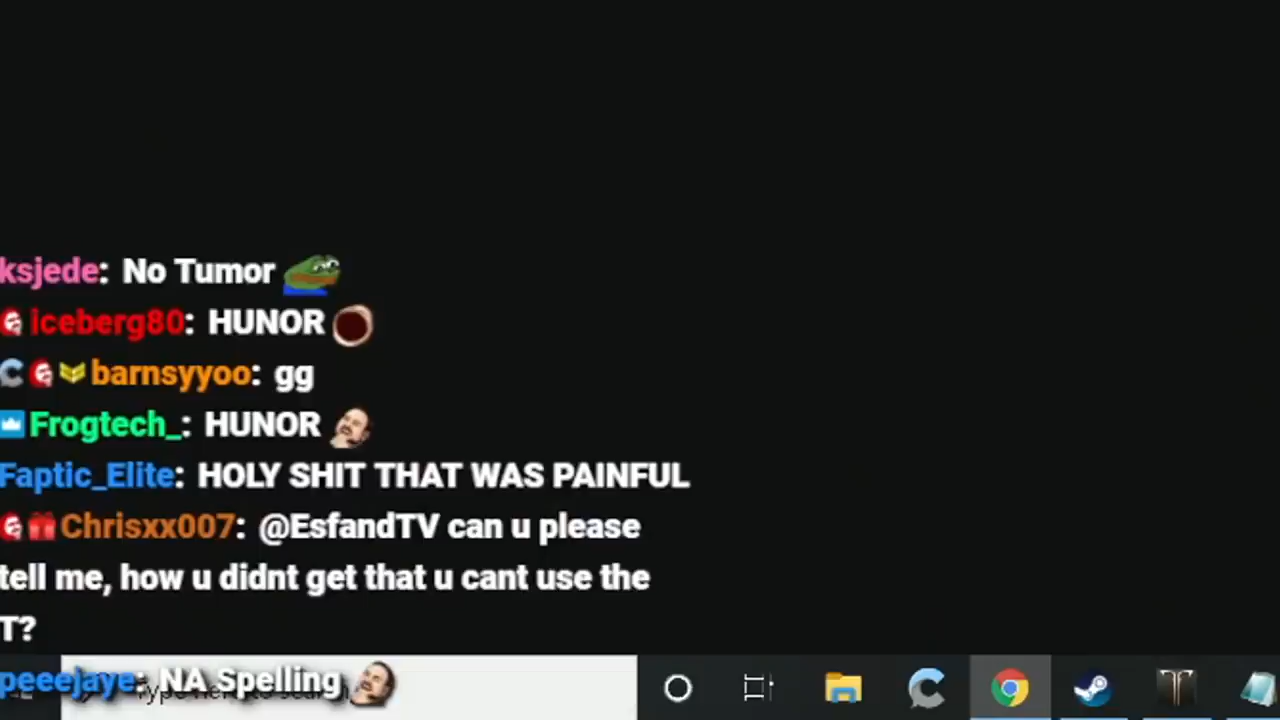 ksjede: No Tumor
iceberg80: HUNOR
barnsyyoo: gg
Frogtech_: HUNOR
Faptic_Elite: HOLY SHIT THAT WAS PAINFUL
Chrisxx007: @EsfandTV can u please
tell me, how u didnt get that u cant use the
T?
peeejaye: NA Spelling